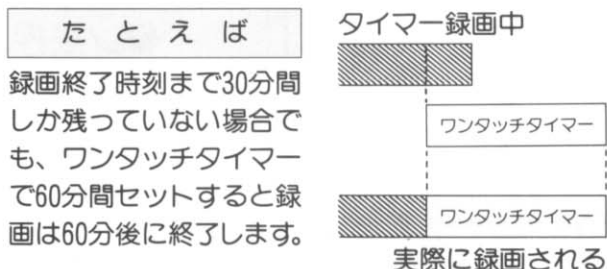 たとえば
録画終了時刻まで30分間
しか残っていない場合で
も、ワンタッチタイマー
で60分間セットすると録
画は60分後に終了します。
タイマー録画中
ワンタッチタイマー
ワンタッチタイマー
実際に録画される